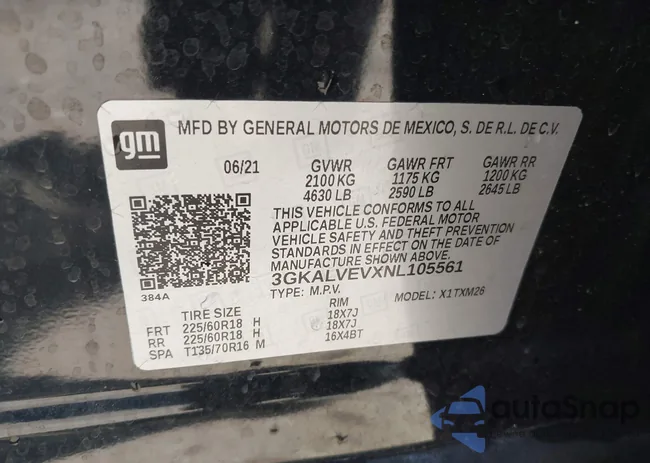 gm
MFD BY GENERAL MOTORS DE MEXICO, S. DE R.L. DE C.V.
06/21 GVWR GAWR FRT GAWR RR
2100 KG 1175 KG 1200 KG
4630 LB 2590 LB 2645 LB
THIS VEHICLE CONFORMS TO ALL
APPLICABLE U.S. FEDERAL MOTOR
VEHICLE SAFETY AND THEFT PREVENTION
STANDARDS IN EFFECT ON THE DATE OF
MANUFACTURE SHOWN ABOVE.
3GKALVEVXNL105561
384A
TYPE: M.P.V. MODEL: X1TXM26
TIRE SIZE RIM
FRT 225/60R18 H 18X7J
RR 225/60R18 H 18X7J
SPA T135/70R16 M 16X4BT
autoSnap